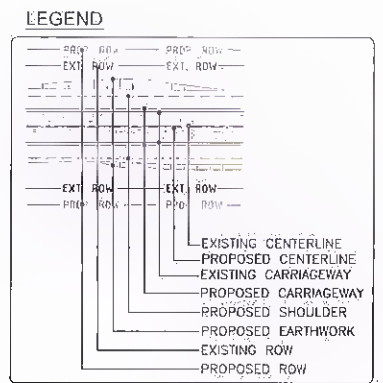 LEGEND
PROP ROW PROP ROW
EXT. ROW EXT. ROW
EXT ROW EXT ROW
PROP ROW PROP ROW
EXISTING CENTERLINE
PROPOSED CENTERLINE
EXISTING CARRIAGEWAY
PROPOSED CARRIAGEWAY
PROPOSED SHOULDER
PROPOSED EARTHWORK
EXISTING ROW
PROPOSED ROW